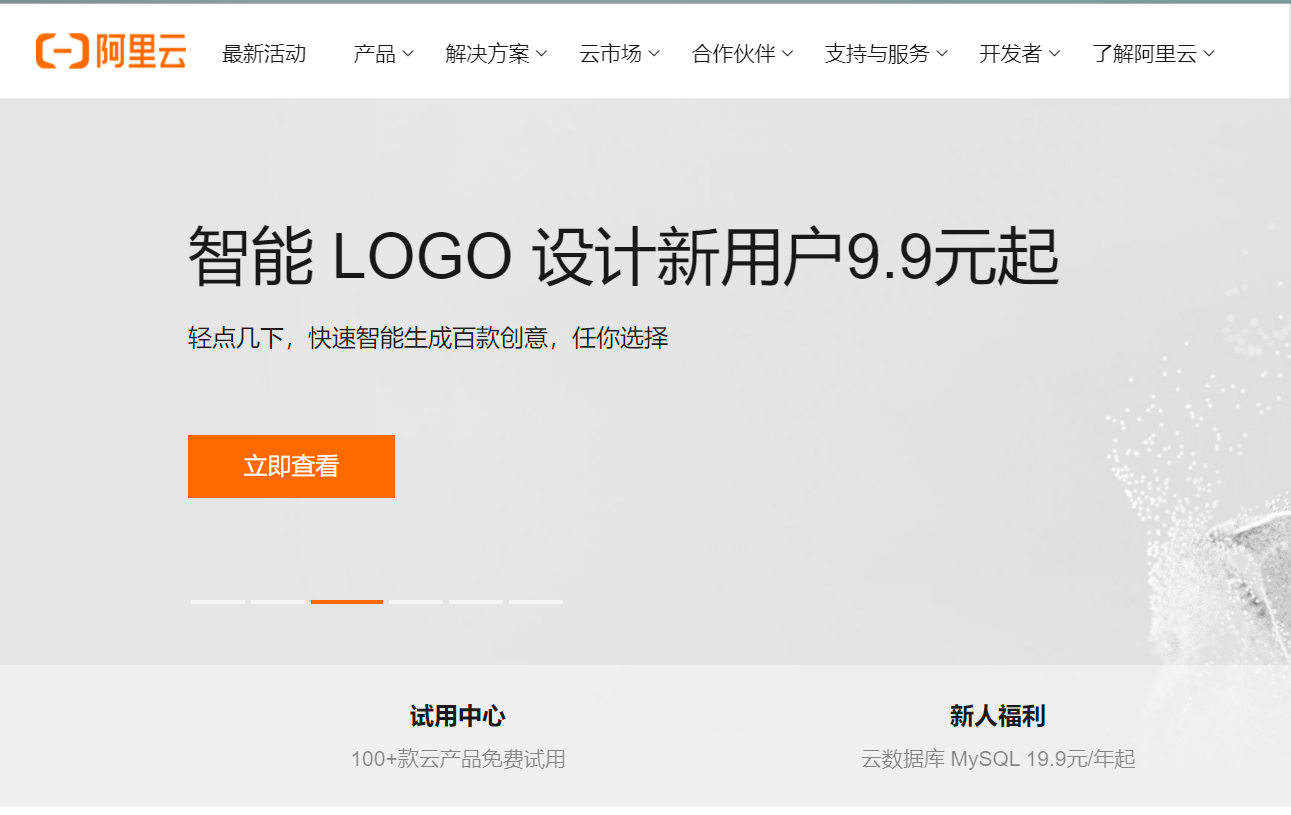 阿里云 最新活动 产品 解决方案 云市场 合作伙伴 支持与服务 开发者 了解阿里云
智能 LOGO 设计新用户9.9元起
轻点几下，快速智能生成百款创意，任你选择
立即查看
试用中心 新人福利
100+款云产品免费试用 云数据库 MySQL 19.9元/年起